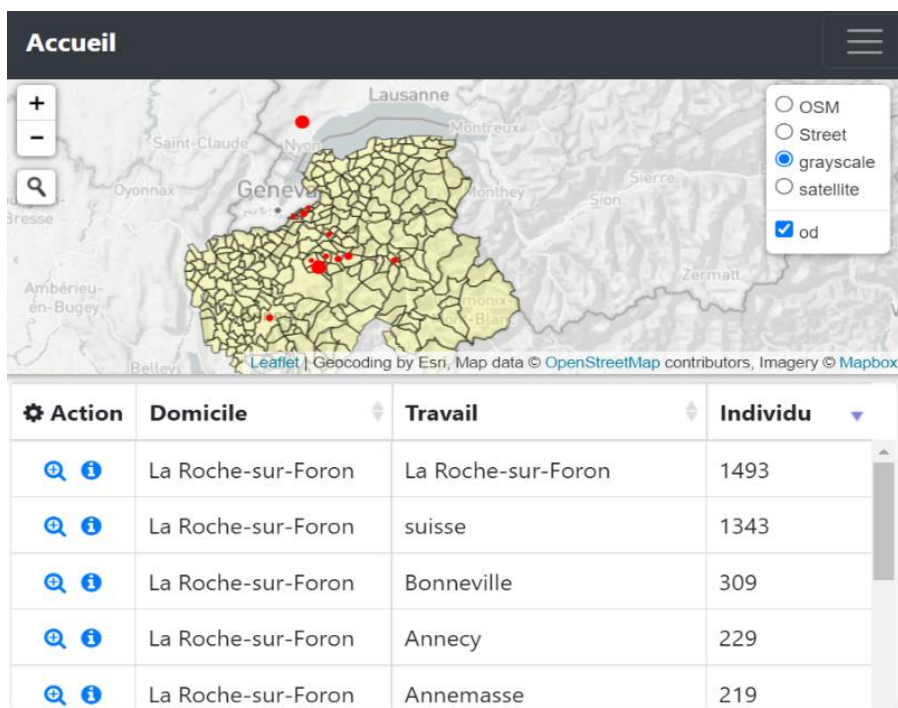 Accueil
+
−
Lausanne
OSM
Saint-Claude
Nyon
Montreux
Street
grayscale
Oyonnax
Monthey
Sierre
Sion
satellite
od
Zermatt
Ambérieu-
en-Bugey
Leaflet | Geocoding by Esri, Map data © OpenStreetMap contributors, Imagery © Mapbox
Action Domicile Travail Individu
La Roche-sur-Foron La Roche-sur-Foron 1493
La Roche-sur-Foron suisse 1343
La Roche-sur-Foron Bonneville 309
La Roche-sur-Foron Annecy 229
La Roche-sur-Foron Annemasse 219